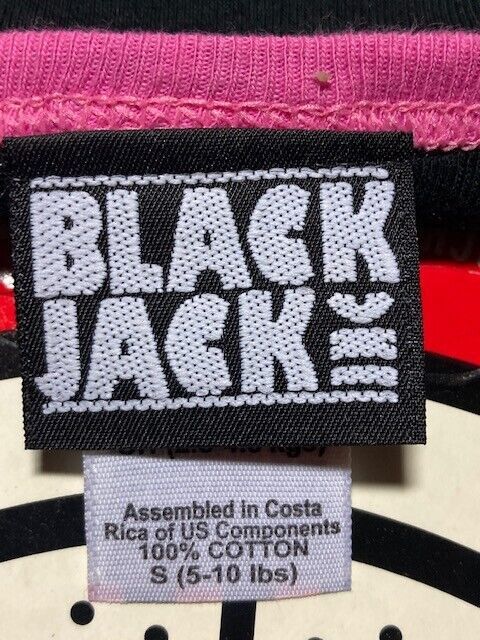 BLACK
JACK INC
Assembled in Costa
Rica of US Components
100% COTTON
S (5-10 lbs)